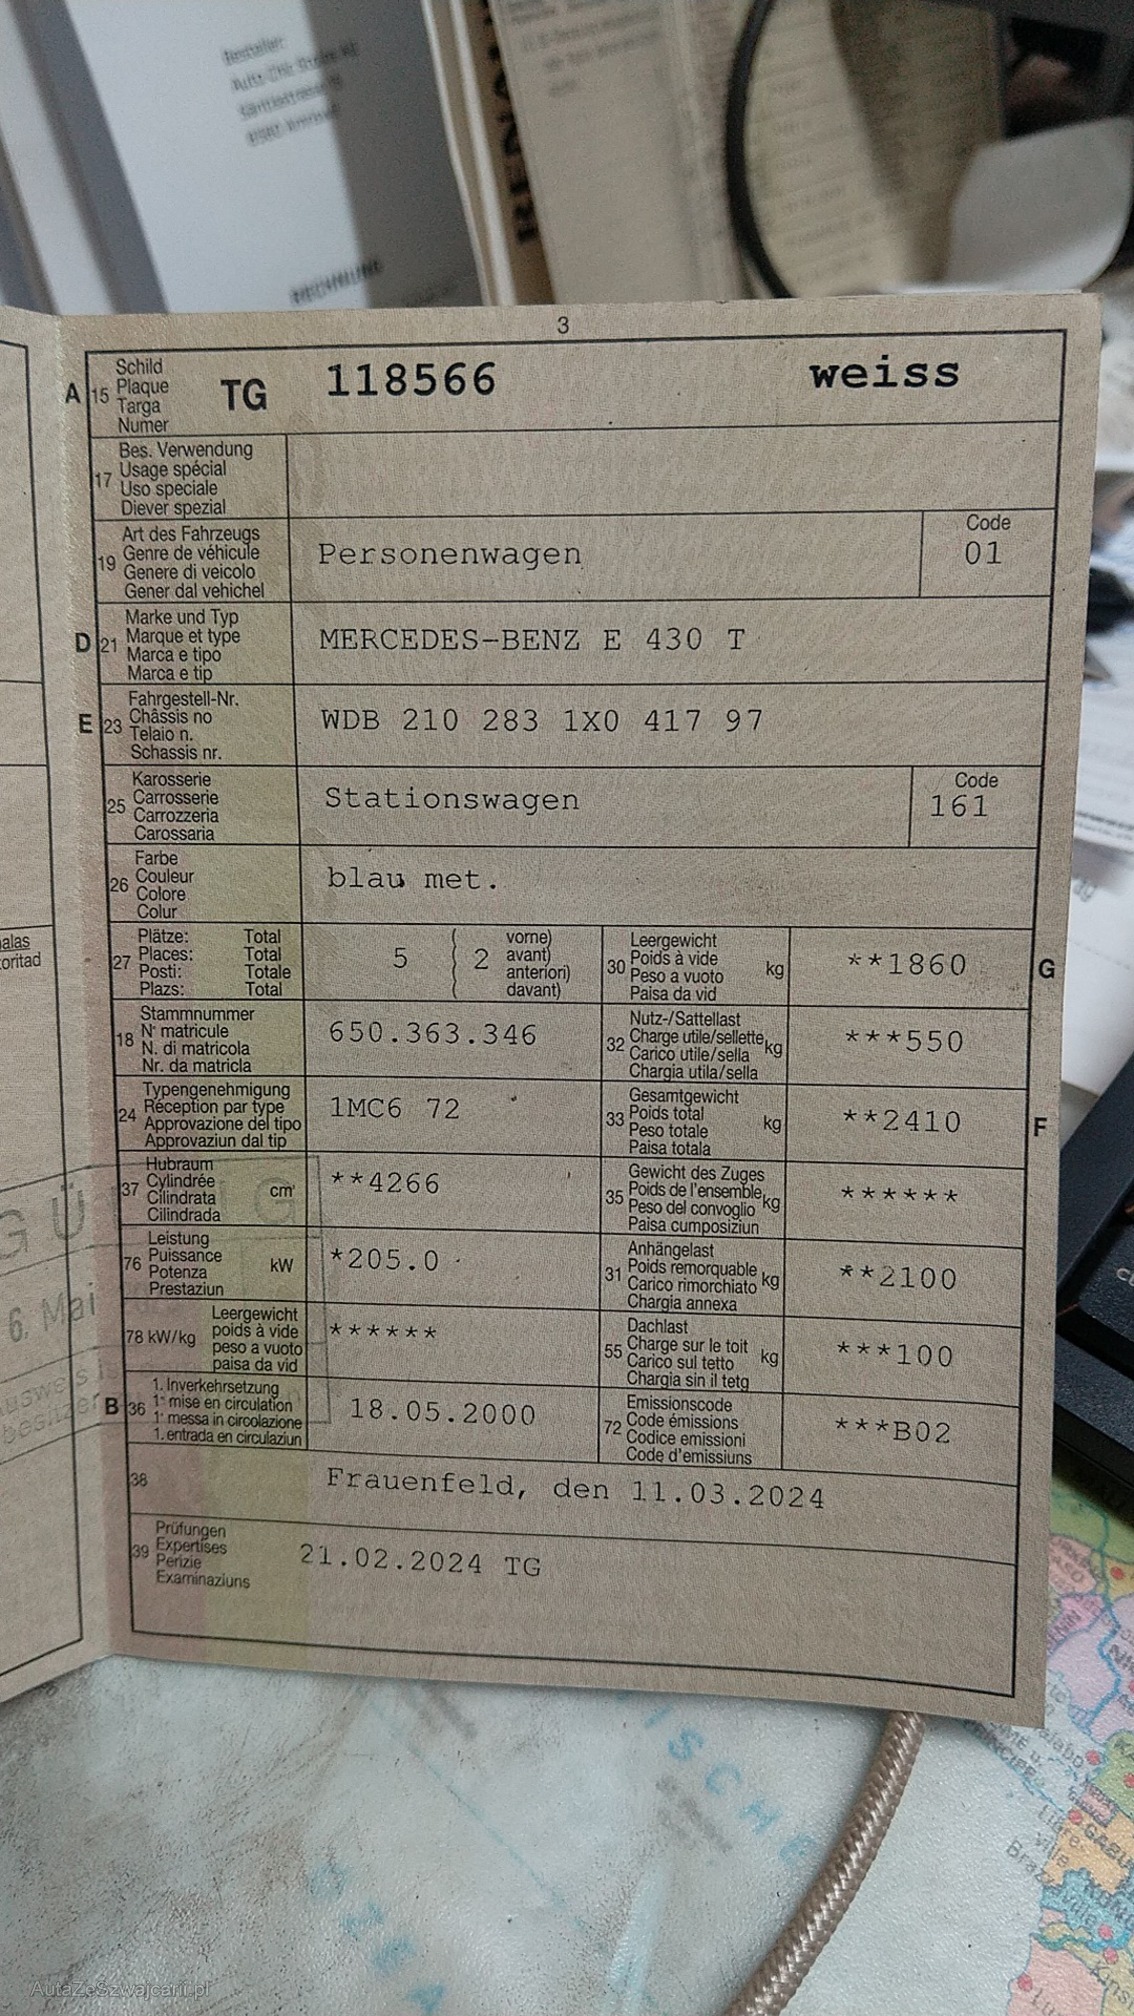 Besteller:
RECHNUNG
3
A 15 Schild
Plaque
Targa
Numer
TG 118566 weiss
17 Bes. Verwendung
Usage spécial
Uso speciale
Diever spezial
19 Art des Fahrzeugs
Genre de véhicule
Genere di veicolo
Gener dal vehichel
Personenwagen
Code
01
D 21 Marke und Typ
Marque et type
Marca e tipo
Marca e tip
MERCEDES-BENZ E 430 T
E 23 Fahrgestell-Nr.
Châssis no
Telaio n.
Schassis nr.
WDB 210 283 1X0 417 97
25 Karosserie
Carrosserie
Carrozzeria
Carossaria
Stationswagen
Code
161
26 Farbe
Couleur
Colore
Colur
blau met.
27 Plätze: Total
Places: Total
Posti: Totale
Plazs: Total
5 ( 2 vorne)
avant)
anteriori)
davant)
30 Leergewicht
Poids à vide
Peso a vuoto
Paisa da vid
kg
**1860
G
18 Stammnummer
N° matricule
N. di matricola
Nr. da matricla
650.363.346
32 Nutz-/Sattellast
Charge utile/sellette
Carico utile/sella
Chargia utila/sella
kg
***550
24 Typengenehmigung
Réception par type
Approvazione del tipo
Approvaziun dal tip
1MC6 72
33 Gesamtgewicht
Poids total
Peso totale
Paisa totala
kg
**2410
F
37 Hubraum
Cylindrée
Cilindrata
Cilindrada
cm³
**4266
35 Gewicht des Zuges
Poids de l'ensemble
Peso del convoglio
Paisa cumposiziun
kg
******
76 Leistung
Puissance
Potenza
Prestaziun
kW
*205.0
31 Anhängelast
Poids remorquable
Carico rimorchiato
Chargia annexa
kg
**2100
78 kW/kg
Leergewicht
poids à vide
peso a vuoto
paisa da vid
******
55 Dachlast
Charge sur le toit
Carico sul tetto
Chargia sin il tetg
kg
***100
B 36 1. Inverkehrsetzung
1re mise en circulation
1a messa in circolazione
1. entrada en circulaziun
18.05.2000
72 Emissionscode
Code émissions
Codice emissioni
Code d'emissiuns
***B02
38
Frauenfeld, den 11.03.2024
39 Prüfungen
Expertises
Perizie
Examinaziuns
21.02.2024 TG
6. Mai
AutaZeSzwajcarii.pl